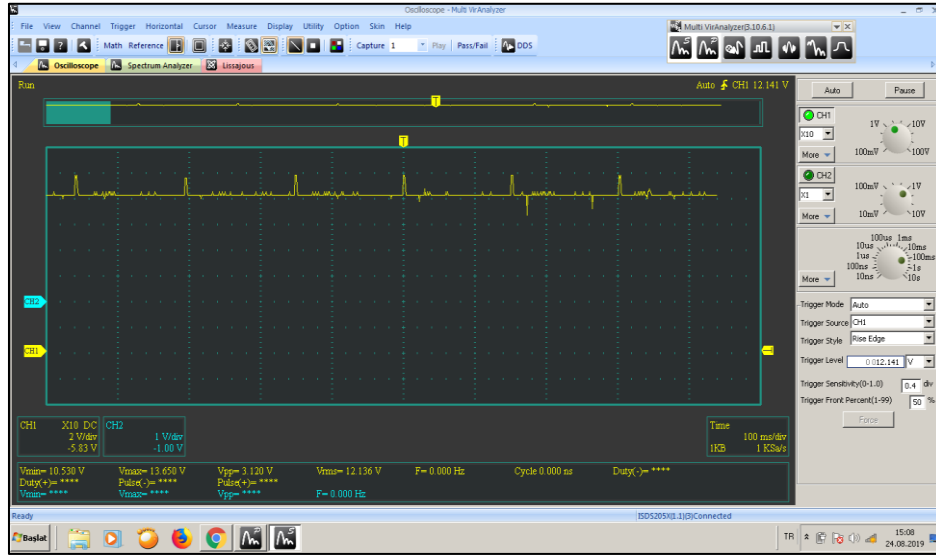 Oscilloscope - Multi VirAnalyzer
File View Channel Trigger Horizontal Cursor Measure Display Utility Option Skin Help
Multi VirAnalyzer(3.10.6.1)
Math Reference Capture 1 Play Pass/Fail DDS
Oscilloscope Spectrum Analyzer Lissajous
Run Auto CH1 12.141 V
T
T
CH2
CH1
Auto Pause
CH1
X10
More
1V 10V
100mV 100V
CH2
X1
More
100mV 1V
10mV 10V
100us 1ms
10us 10ms
1us 100ms
100ns 1s
10ns 10s
More
Trigger Mode Auto
Trigger Source CH1
Trigger Style Rise Edge
Trigger Level 0 012.141 V
Trigger Sensitivity(0-1.0) 0.4 div
Trigger Front Percent(1-99) 50 %
Force
CH1 X10 DC
2 V/div
-5.83 V
CH2
1 V/div
-1.00 V
Time
100 ms/div
1KB 1 KSa/s
Vmin= 10.530 V Vmax= 13.650 V Vpp= 3.120 V Vrms= 12.136 V F= 0.000 Hz Cycle 0.000 ns Duty(-)= ****
Duty(+)= **** Pulse(-)= **** Pulse(+)= ****
Vmin= **** Vmax= **** Vpp= **** F= 0.000 Hz
Ready ISDS205X(1.1)(3)Connected
Başlat TR 15:08
24.08.2019